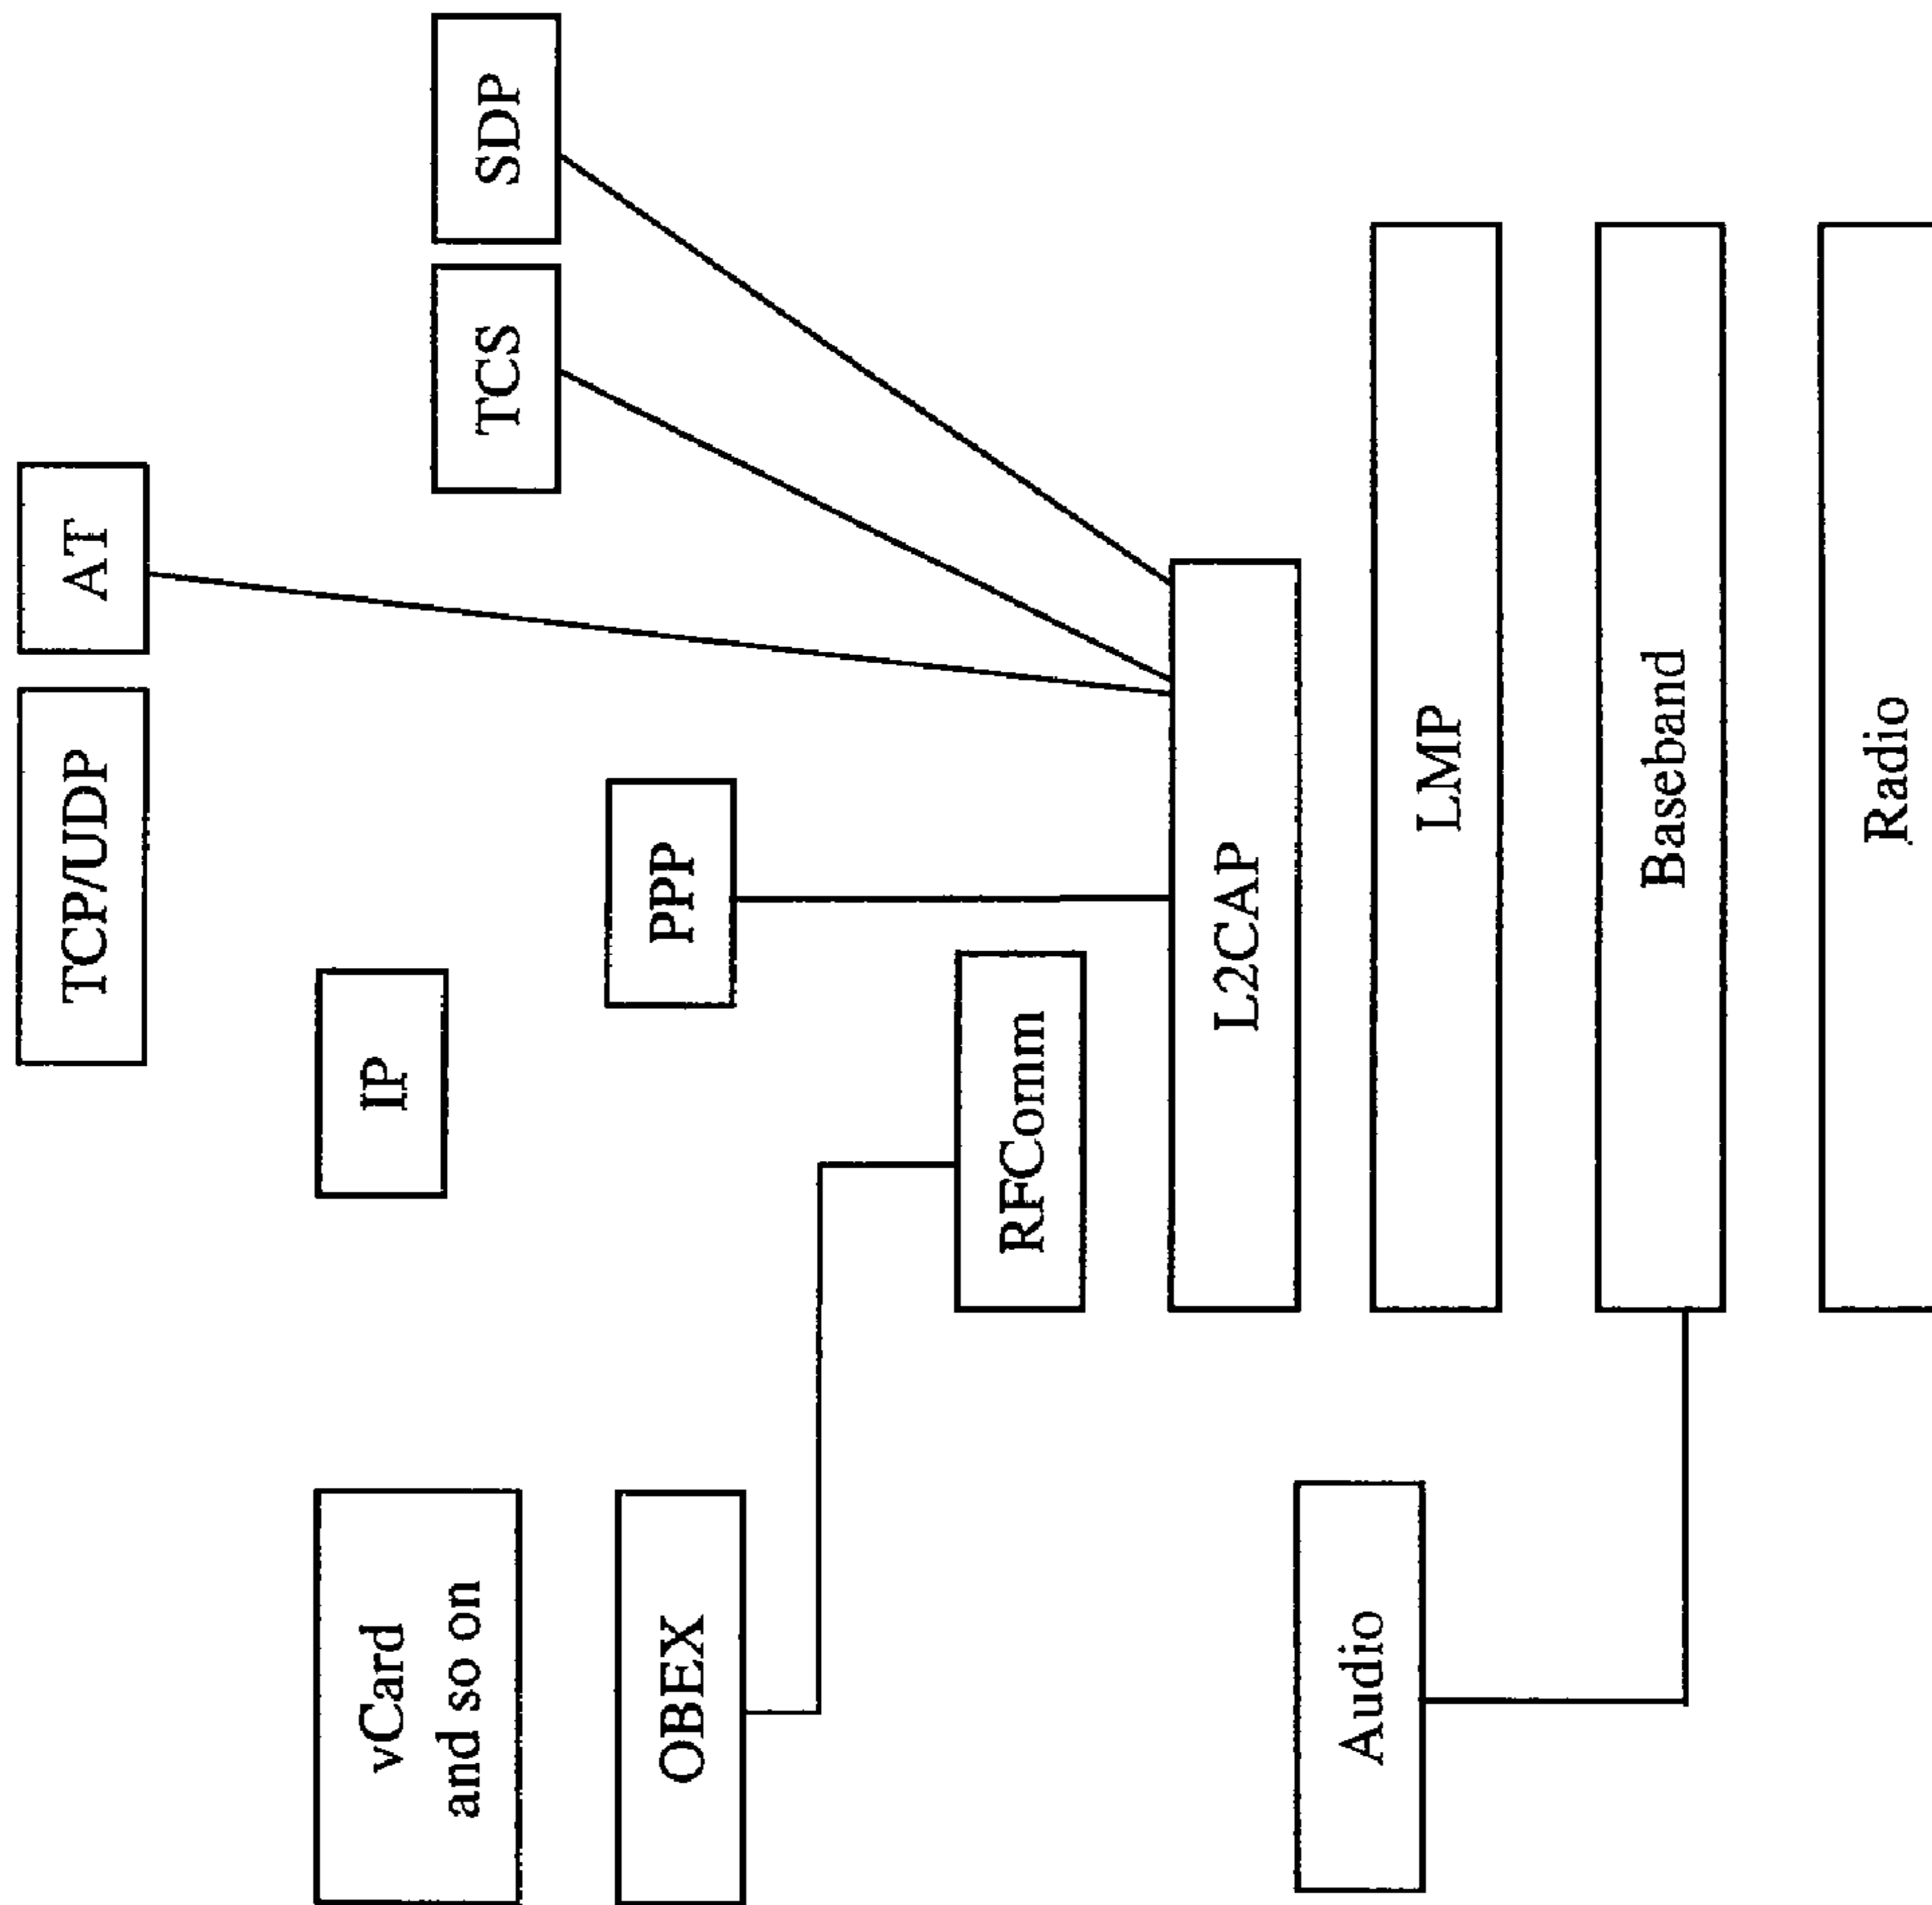 TCP/UDP
AT
vCard
and so on
IP
TCS
SDP
OBEX
PPP
RFComm
L2CAP
Audio
LMP
Baseband
Radio